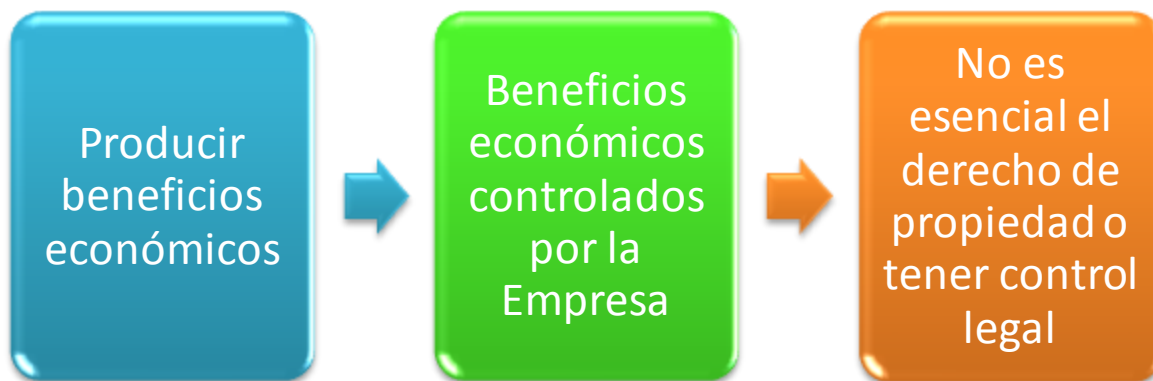 Producir
beneficios
económicos
Beneficios
económicos
controlados
por la
Empresa
No es
esencial el
derecho de
propiedad o
tener control
legal